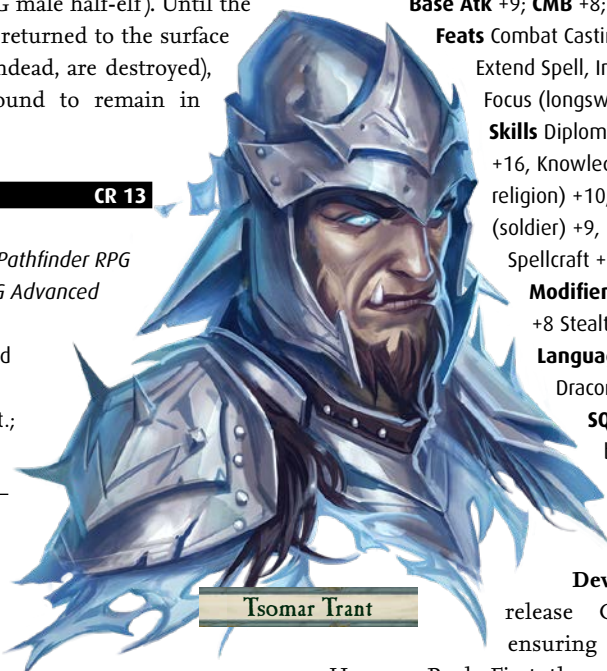 G male half-elf ). Until the
returned to the surface
ndead, are destroyed),
ound to remain in
CR 13
Pathfinder RPG
G Advanced
d
t.;
Tsomar Trant
Base Atk +9; CMB +8;
Feats Combat Casting
Extend Spell, In
Focus (longsw
Skills Diplom
+16, Knowled
religion) +10,
(soldier) +9,
Spellcraft +
Modifier
+8 Stealt
Languag
Dracon
SQ
Dev
release
ensuring